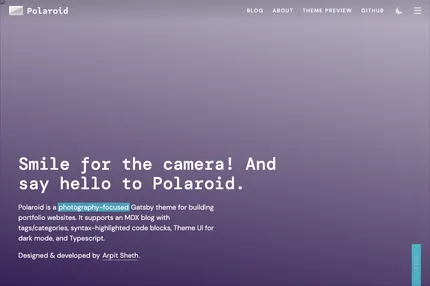 Polaroid
BLOG ABOUT THEME PREVIEW GITHUB
Smile for the camera! And
say hello to Polaroid.
Polaroid is a photography-focused Gatsby theme for building
portfolio websites. It supports an MDX blog with
tags/categories, syntax-highlighted code blocks, Theme UI for
dark mode, and Typescript.
Designed & developed by Arpit Sheth.